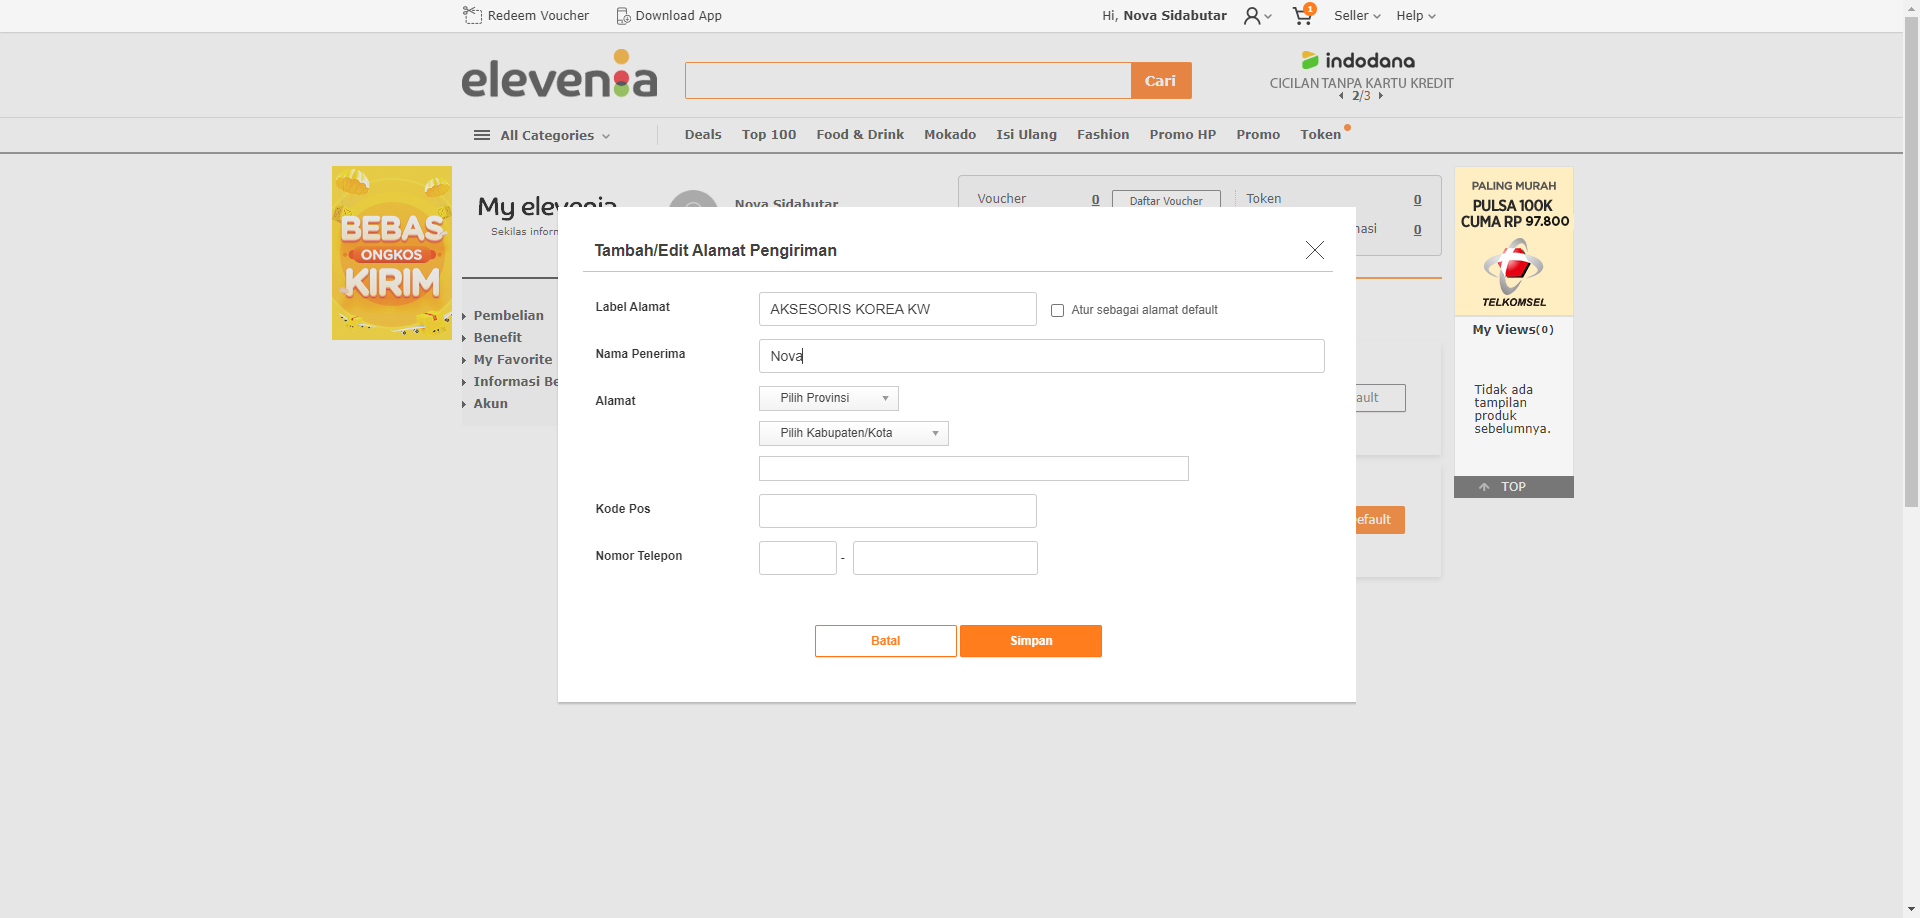 Redeem Voucher
Download App
Hi, Nova Sidabutar
1
Seller
Help
elevenia
Cari
indodana
CICILAN TANPA KARTU KREDIT
2/3
All Categories
Deals
Top 100
Food & Drink
Mokado
Isi Ulang
Fashion
Promo HP
Promo
Token
BEBAS
ONGKOS
KIRIM
My elevenia
Sekilas inform
Nova Sidabutar
Voucher
0
Daftar Voucher
Token
0
nasi
0
PALING MURAH
PULSA 100K
CUMA RP 97.800
TELKOMSEL
My Views(0)
Tidak ada
tampilan
produk
sebelumnya.
TOP
Pembelian
Benefit
My Favorite
Informasi Be
Akun
Tambah/Edit Alamat Pengiriman
Label Alamat
AKSESORIS KOREA KW
Atur sebagai alamat default
Nama Penerima
Nova
Alamat
Pilih Provinsi
Pilih Kabupaten/Kota
Kode Pos
Nomor Telepon
-
Batal
Simpan
ault
efault